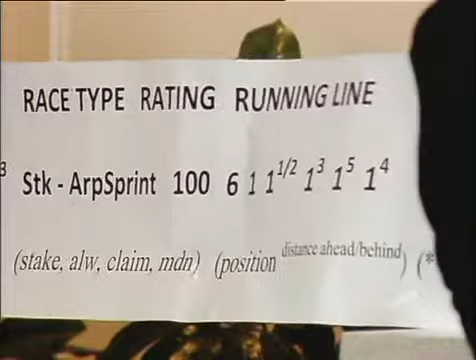 RACE TYPE RATING RUNNING LINE
3 Stk - ArpSprint 100 6 1 1 1/2 1 3 1 5 1 4
(stake, alw, claim, mdn) (position distance ahead/behind) (*